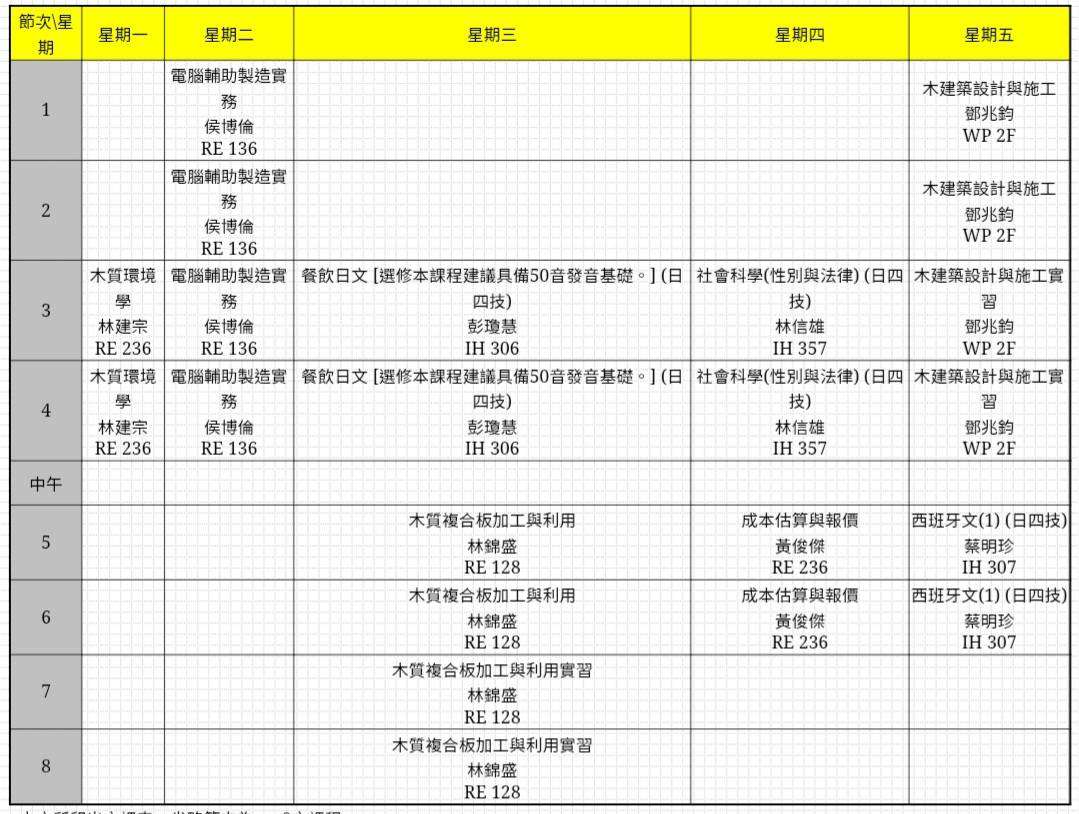 節次\星期
星期一
星期二
星期三
星期四
星期五
1
電腦輔助製造實
務
侯博倫
RE 136
木建築設計與施工
鄧兆鈞
WP 2F
2
電腦輔助製造實
務
侯博倫
RE 136
木建築設計與施工
鄧兆鈞
WP 2F
3
木質環境
學
林建宗
RE 236
電腦輔助製造實
務
侯博倫
RE 136
餐飲日文 [選修本課程建議具備50音發音基礎。] (日
四技)
彭瓊慧
IH 306
社會科學(性別與法律) (日四
技)
林信雄
IH 357
木建築設計與施工實
習
鄧兆鈞
WP 2F
4
木質環境
學
林建宗
RE 236
電腦輔助製造實
務
侯博倫
RE 136
餐飲日文 [選修本課程建議具備50音發音基礎。] (日
四技)
彭瓊慧
IH 306
社會科學(性別與法律) (日四
技)
林信雄
IH 357
木建築設計與施工實
習
鄧兆鈞
WP 2F
中午
5
木質複合板加工與利用
林錦盛
RE 128
成本估算與報價
黃俊傑
RE 236
西班牙文(1) (日四技)
蔡明珍
IH 307
6
木質複合板加工與利用
林錦盛
RE 128
成本估算與報價
黃俊傑
RE 236
西班牙文(1) (日四技)
蔡明珍
IH 307
7
木質複合板加工與利用實習
林錦盛
RE 128
8
木質複合板加工與利用實習
林錦盛
RE 128